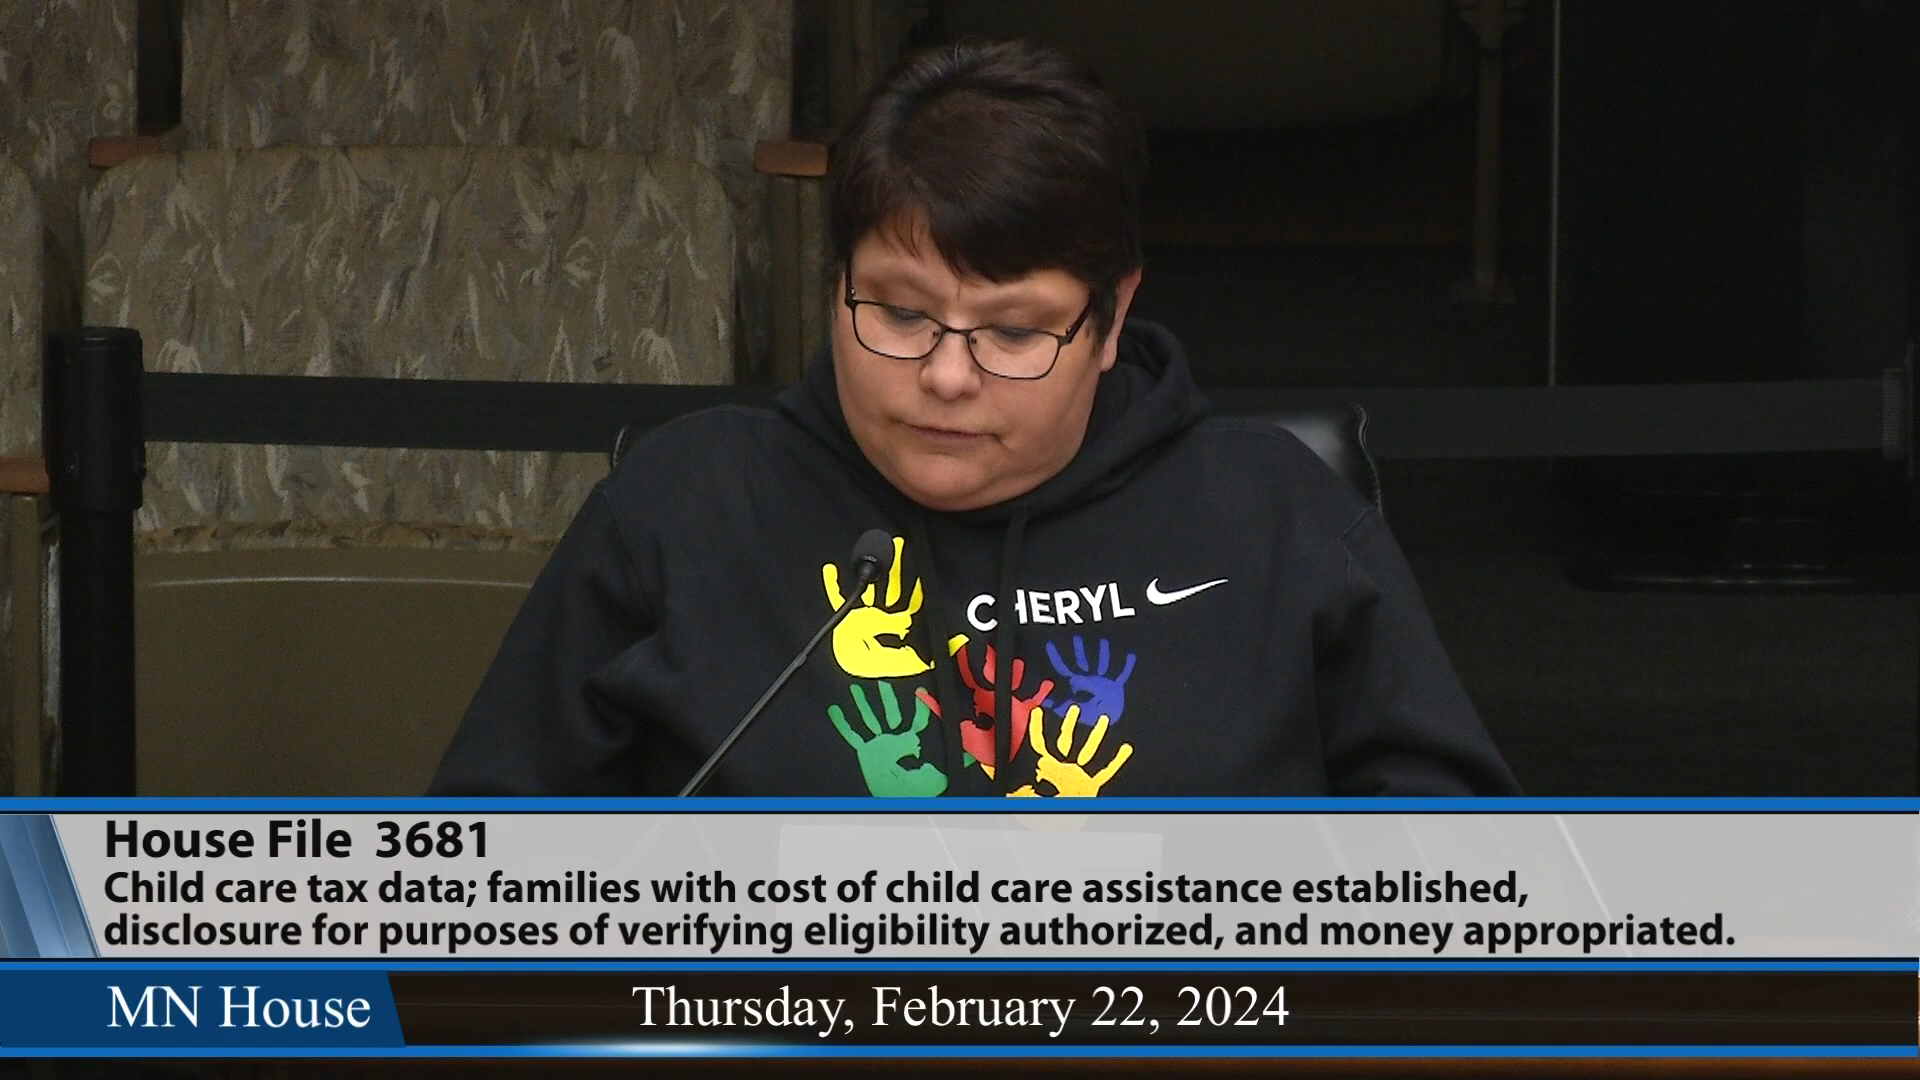 CHERYL
House File 3681
Child care tax data; families with cost of child care assistance established,
disclosure for purposes of verifying eligibility authorized, and money appropriated.
MN House
Thursday, February 22, 2024